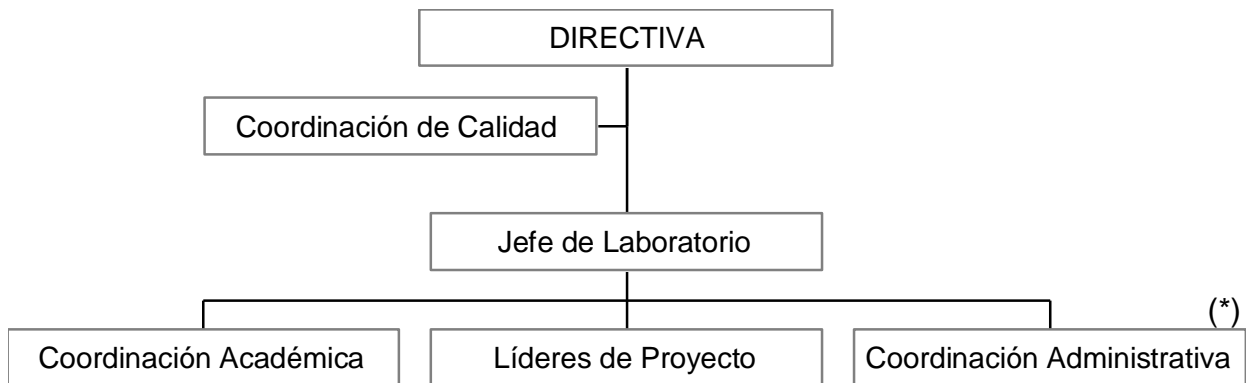 DIRECTIVA
Coordinación de Calidad
Jefe de Laboratorio
(*)
Coordinación Académica
Líderes de Proyecto
Coordinación Administrativa